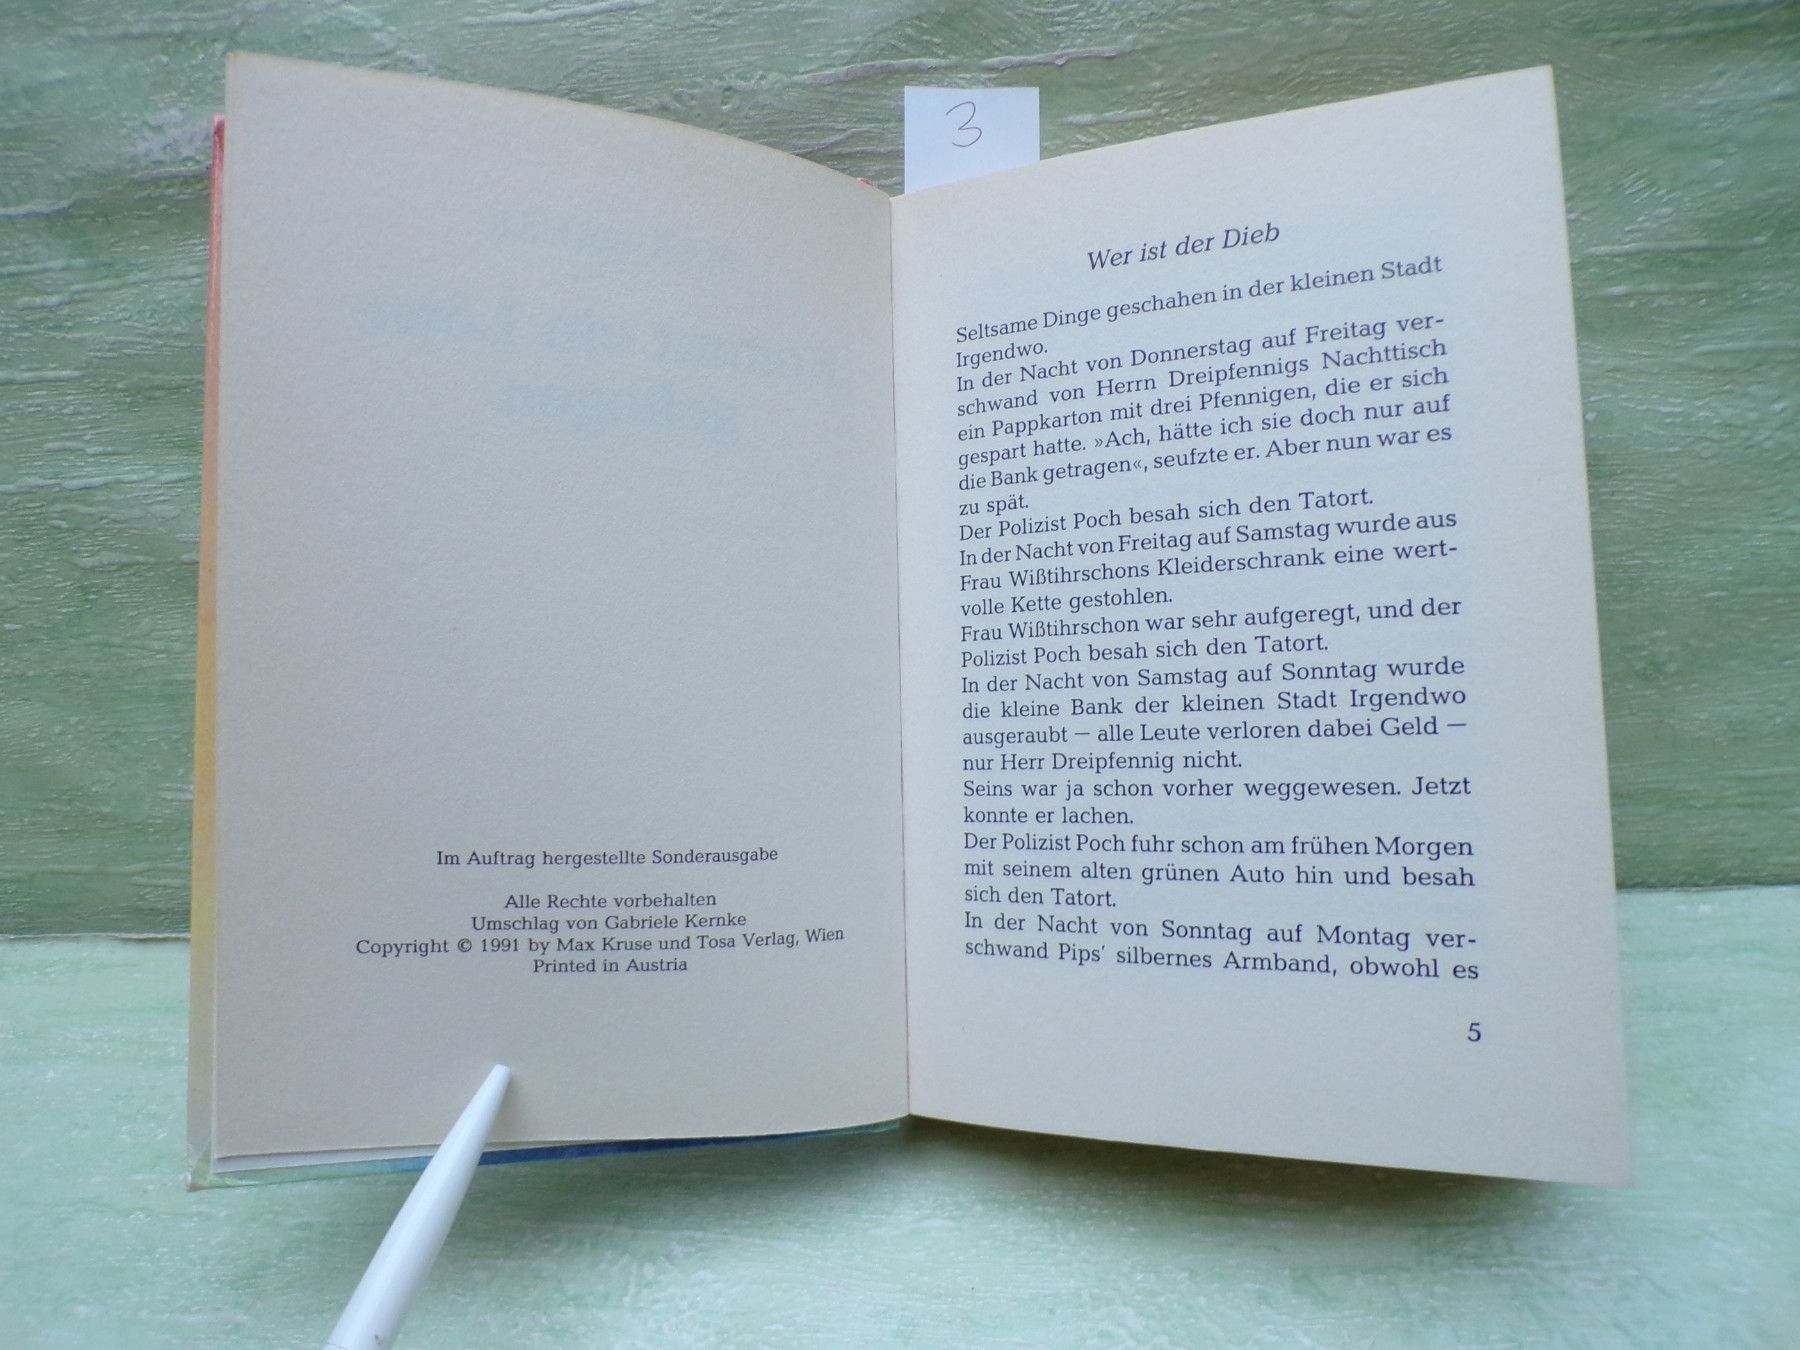 3
Im Auftrag hergestellte Sonderausgabe
Alle Rechte vorbehalten
Umschlag von Gabriele Kernke
Copyright © 1991 by Max Kruse und Tosa Verlag, Wien
Printed in Austria
Wer ist der Dieb
Seltsame Dinge geschahen in der kleinen Stadt
Irgendwo.
In der Nacht von Donnerstag auf Freitag ver-
schwand von Herrn Dreipfennigs Nachttisch
ein Pappkarton mit drei Pfennigen, die er sich
gespart hatte. »Ach, hätte ich sie doch nur auf
die Bank getragen«, seufzte er. Aber nun war es
zu spät.
Der Polizist Poch besah sich den Tatort.
In der Nacht von Freitag auf Samstag wurde aus
Frau Wißtihrschons Kleiderschrank eine wert-
volle Kette gestohlen.
Frau Wißtihrschon war sehr aufgeregt, und der
Polizist Poch besah sich den Tatort.
In der Nacht von Samstag auf Sonntag wurde
die kleine Bank der kleinen Stadt Irgendwo
ausgeraubt — alle Leute verloren dabei Geld —
nur Herr Dreipfennig nicht.
Seins war ja schon vorher weggewesen. Jetzt
konnte er lachen.
Der Polizist Poch fuhr schon am frühen Morgen
mit seinem alten grünen Auto hin und besah
sich den Tatort.
In der Nacht von Sonntag auf Montag ver-
schwand Pips' silbernes Armband, obwohl es
5